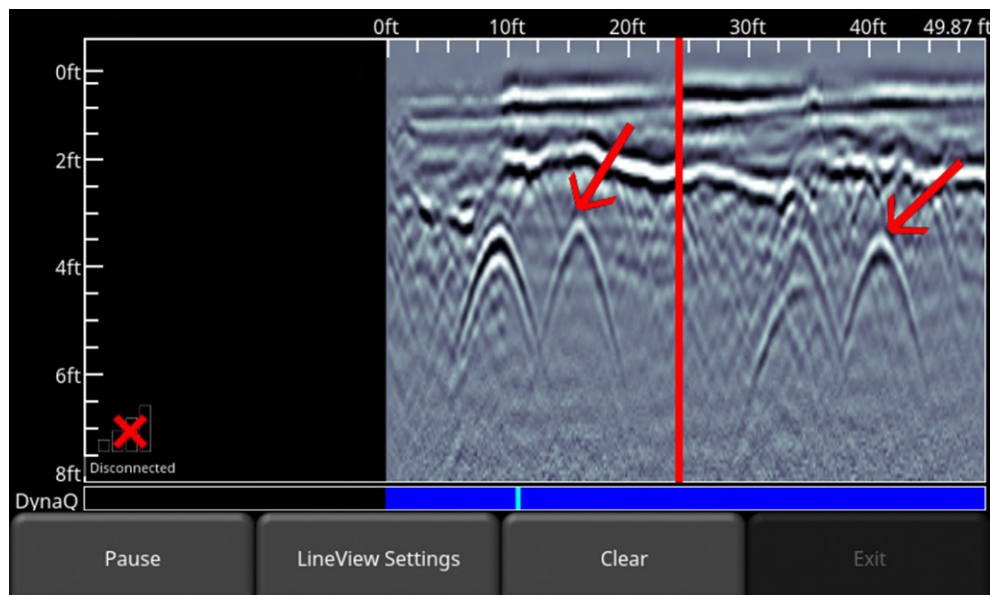 0ft 10ft 20ft 30ft 40ft 49.87 ft
0ft
2ft
4ft
6ft
Disconnected
8ft
DynaQ
Pause LineView Settings Clear Exit